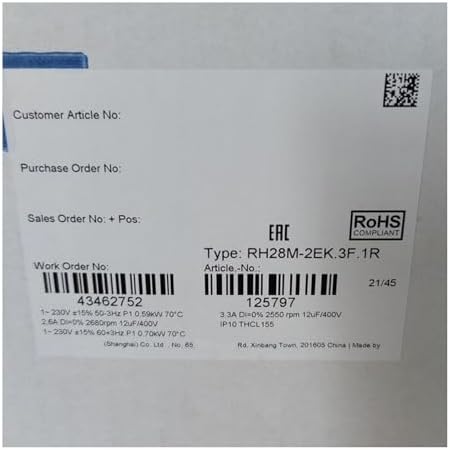 Customer Article No:
Purchase Order No:
Sales Order No: + Pos:
EAC
RoHS
COMPLIANT
Type: RH28M-2EK.3F.1R
Work Order No:
Article.-No.:
21/45
43462752
125797
1~ 230V ±15% 50-3Hz P1 0,59kW 70°C
2,6A DI=0% 2680rpm 12uF/400V
1~ 230V ±15% 60+3Hz P1 0.70kW 70°C
3.3A DI=0% 2550 rpm 12uF/400V
IP10 THCL155
(Shanghai) Co. Ltd. , No. 65,
Rd, Xinbang Town, 201605 China | Made by